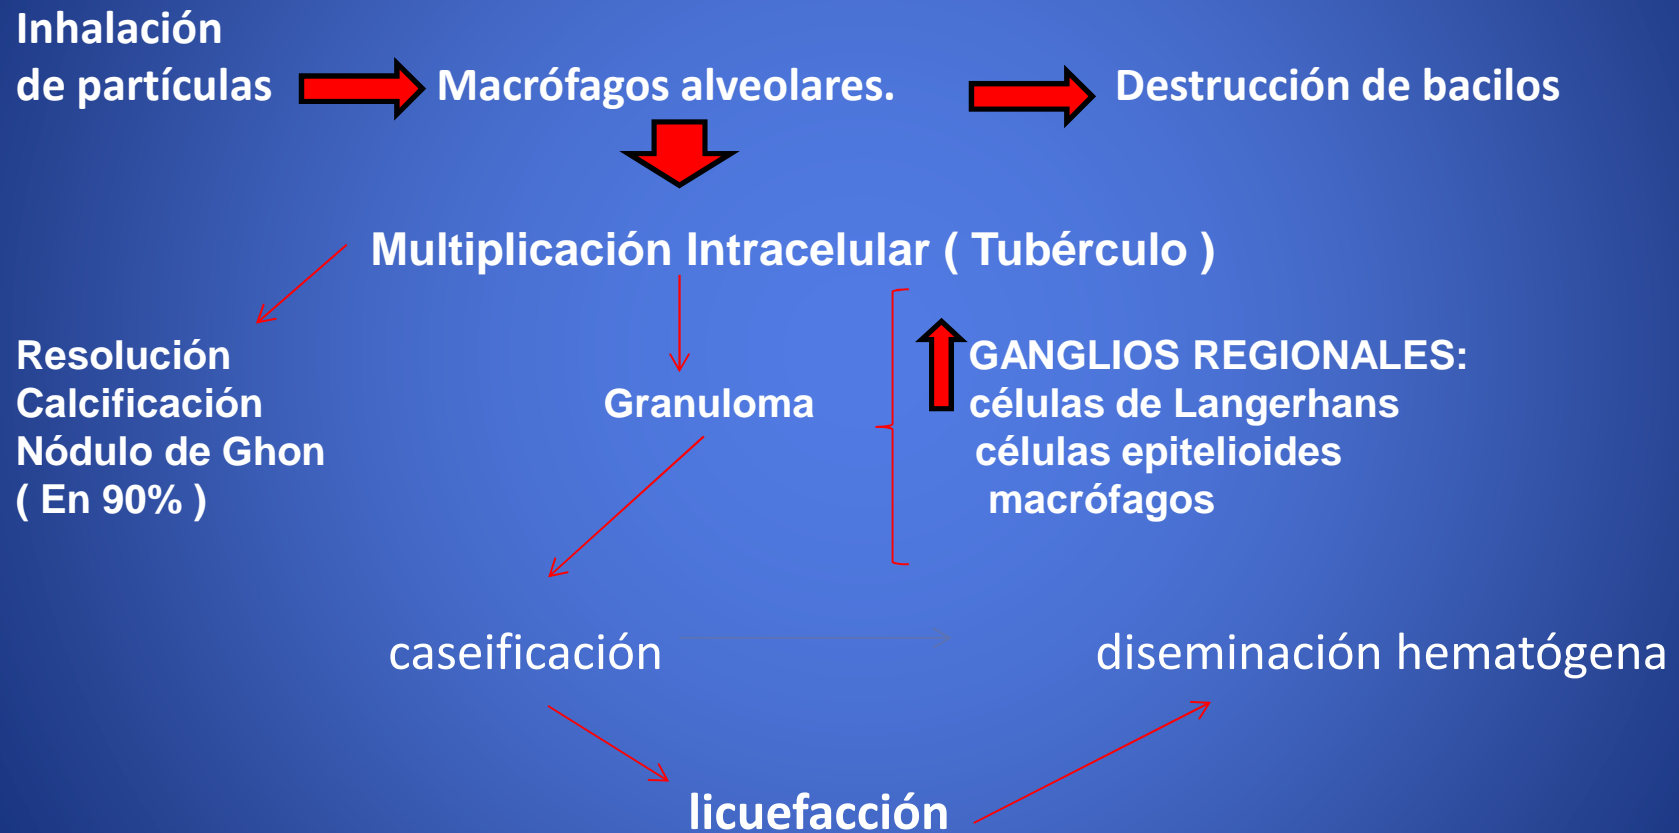 Inhalación
de partículas
Macrófagos alveolares.
Destrucción de bacilos
Multiplicación Intracelular ( Tubérculo )
Resolución
Calcificación
Nódulo de Ghon
( En 90% )
Granuloma
GANGLIOS REGIONALES:
células de Langerhans
células epitelioides
macrófagos
caseificación
diseminación hematógena
licuefacción